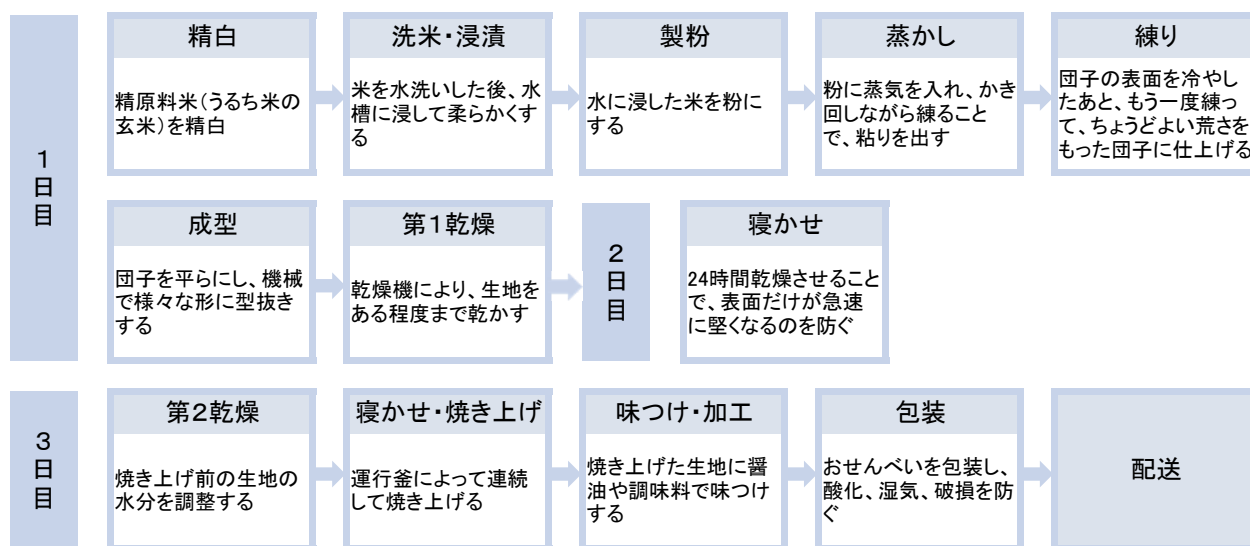 1
日
目
精白
精原料米(うるち米の
玄米)を精白
洗米・浸漬
米を水洗いした後、水
槽に浸して柔らかくす
る
製粉
水に浸した米を粉に
する
蒸かし
粉に蒸気を入れ、かき
回しながら練ること
で、粘りを出す
練り
団子の表面を冷やし
たあと、もう一度練っ
て、ちょうどよい荒さを
もった団子に仕上げる
成型
団子を平らにし、機械
で様々な形に型抜き
する
第1乾燥
乾燥機により、生地を
ある程度まで乾かす
2
日
目
寝かせ
24時間乾燥させること
で、表面だけが急速
に堅くなるのを防ぐ
3
日
目
第2乾燥
焼き上げ前の生地の
水分を調整する
寝かせ・焼き上げ
運行釜によって連続
して焼き上げる
味つけ・加工
焼き上げた生地に醤
油や調味料で味つけ
する
包装
おせんべいを包装し、
酸化、湿気、破損を防
ぐ
配送